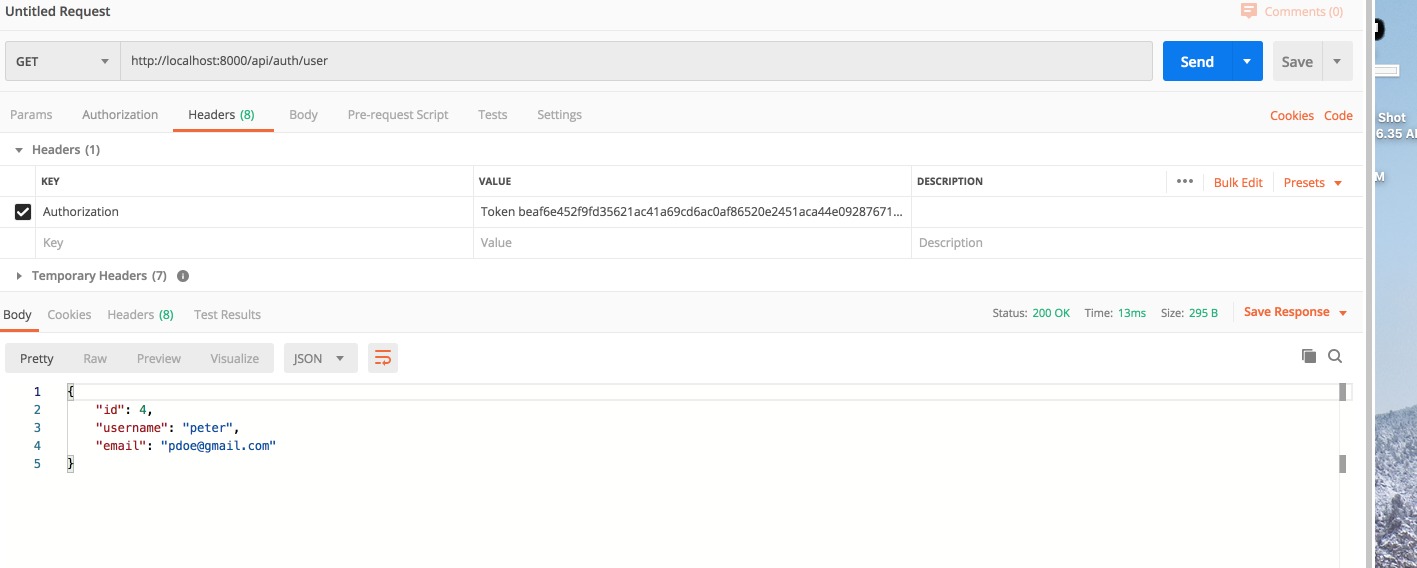 Untitled Request
Comments (0)
GET
http://localhost:8000/api/auth/user
Send
Save
Params
Authorization
Headers (8)
Body
Pre-request Script
Tests
Settings
Cookies
Code
Headers (1)
KEY
VALUE
DESCRIPTION
Bulk Edit
Presets
Authorization
Token beaf6e452f9fd35621ac41a69cd6ac0af86520e2451aca44e09287671...
Key
Value
Description
Temporary Headers (7)
Body
Cookies
Headers (8)
Test Results
Status: 200 OK
Time: 13ms
Size: 295 B
Save Response
Pretty
Raw
Preview
Visualize
JSON
1 {
2 "id": 4,
3 "username": "peter",
4 "email": "pdoe@gmail.com"
5 }
Shot
6.35 A
M